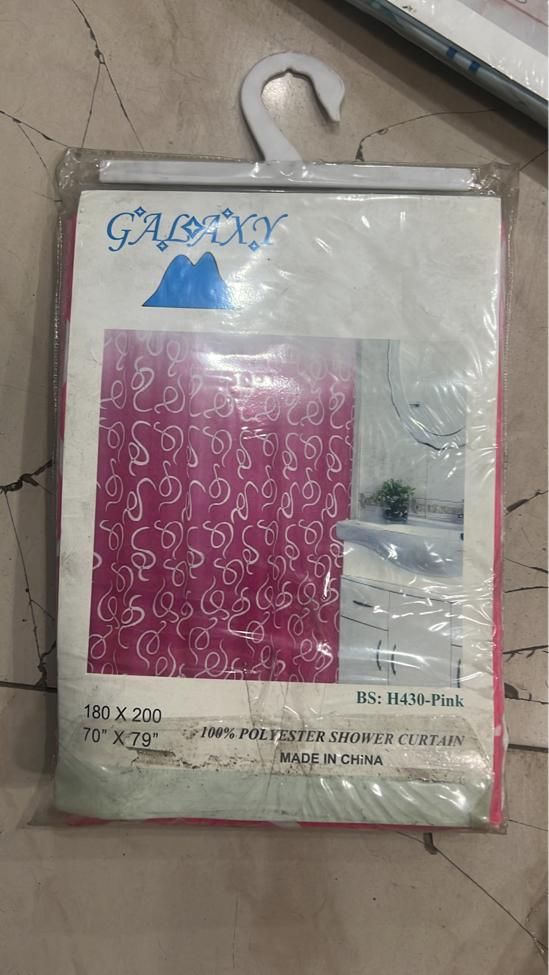 GALAXY
BS: H430-Pink
180 X 200
70" X 79"
100% POLYESTER SHOWER CURTAIN
MADE IN CHiNA